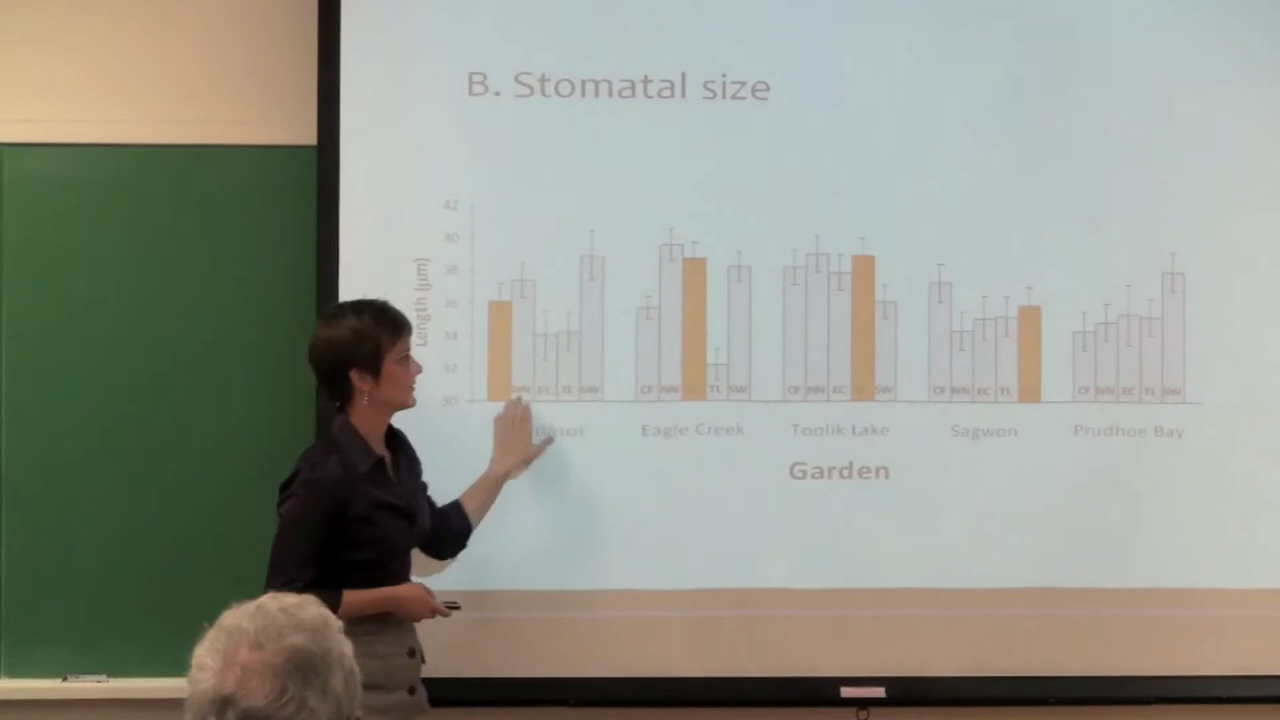 B. Stomatal size
Length (μm)
42
40
38
36
34
32
30
NN EC TL SW
CF NN TL SW
CF NN EC SW
CF NN EC TL
CF NN EC TL SW
Eagle Creek
Toolik Lake
Sagwon
Prudhoe Bay
Garden